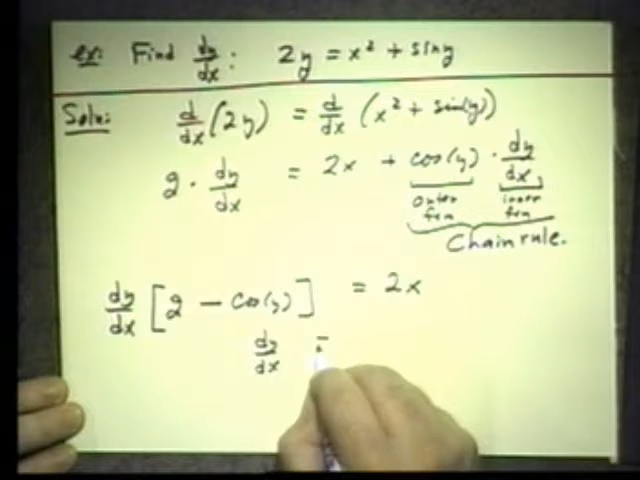 ex: Find dy/dx : 2y = x² + sin y
Soln: d/dx (2y) = d/dx (x² + sin(y))
2 · dy/dx = 2x + cos(y) · dy/dx
outer fcn inner fcn
Chain rule.
dy/dx [2 - cos(y)] = 2x
dy/dx =